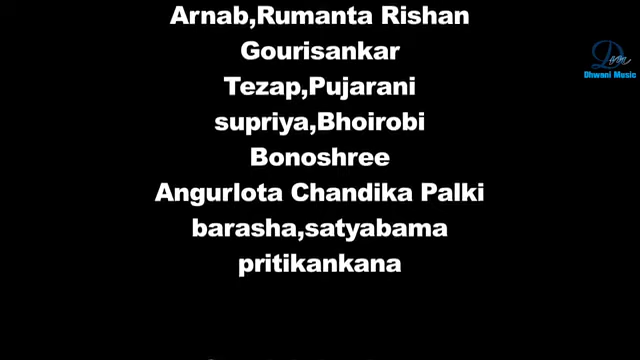 Arnab,Rumanta Rishan
Gourisankar
Tezap,Pujarani
supriya,Bhoirobi
Bonoshree
Angurlota Chandika Palki
barasha,satyabama
pritikankana
Dhwani Music